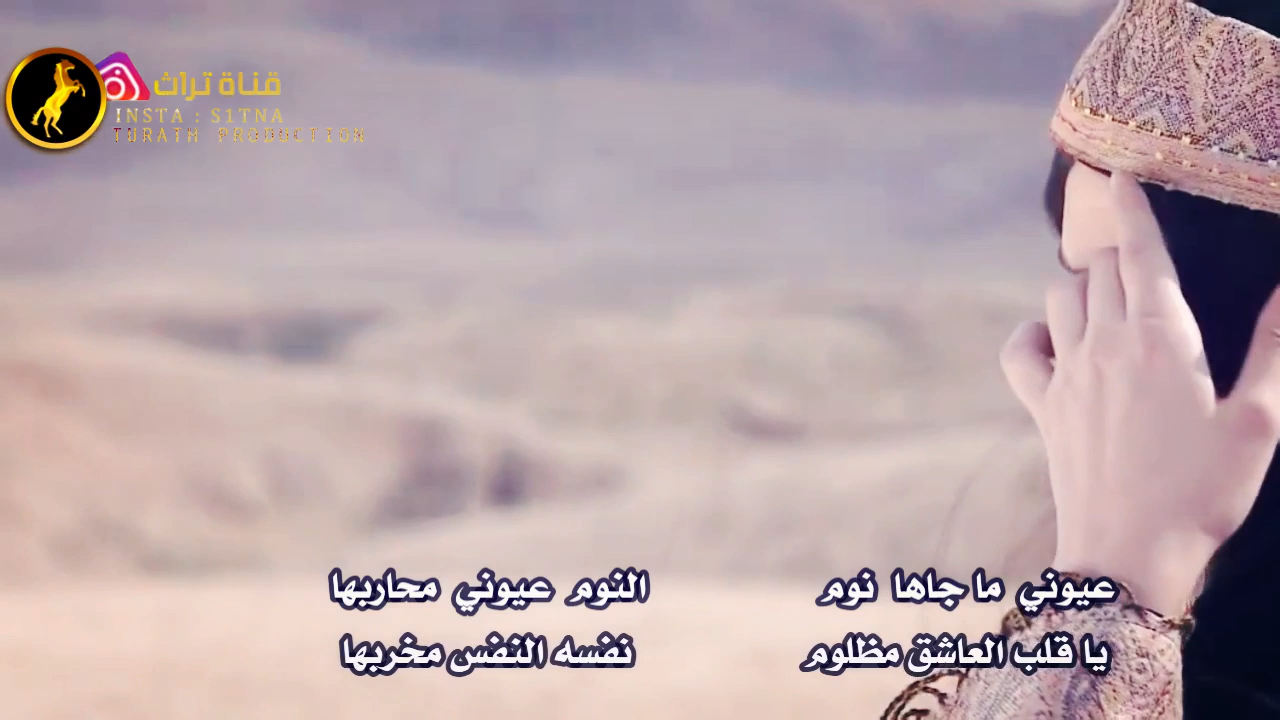 قناة تراث
INSTA : S1TNA
TURATH PRODUCTION
عيوني ما جاها نوم النوم عيوني محاربها
يا قلب العاشق مظلوم نفسه النفس مخربها